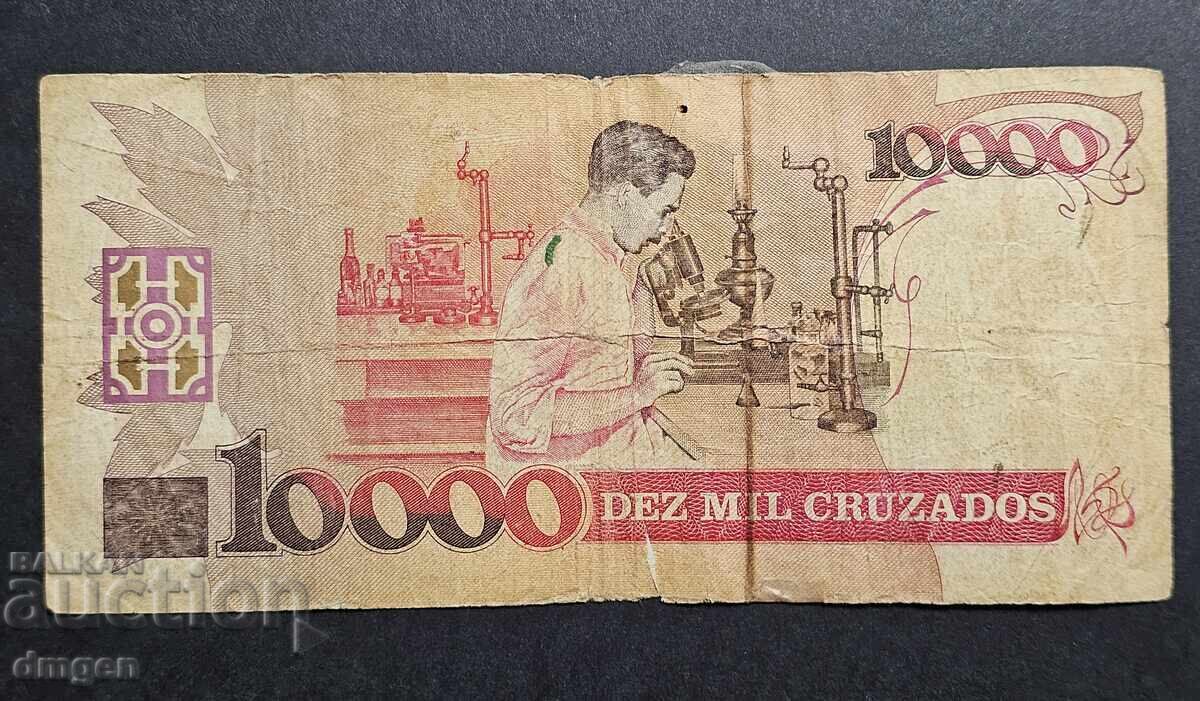 10000
10000
DEZ MIL CRUZADOS
BALKAN
auction
dmgen